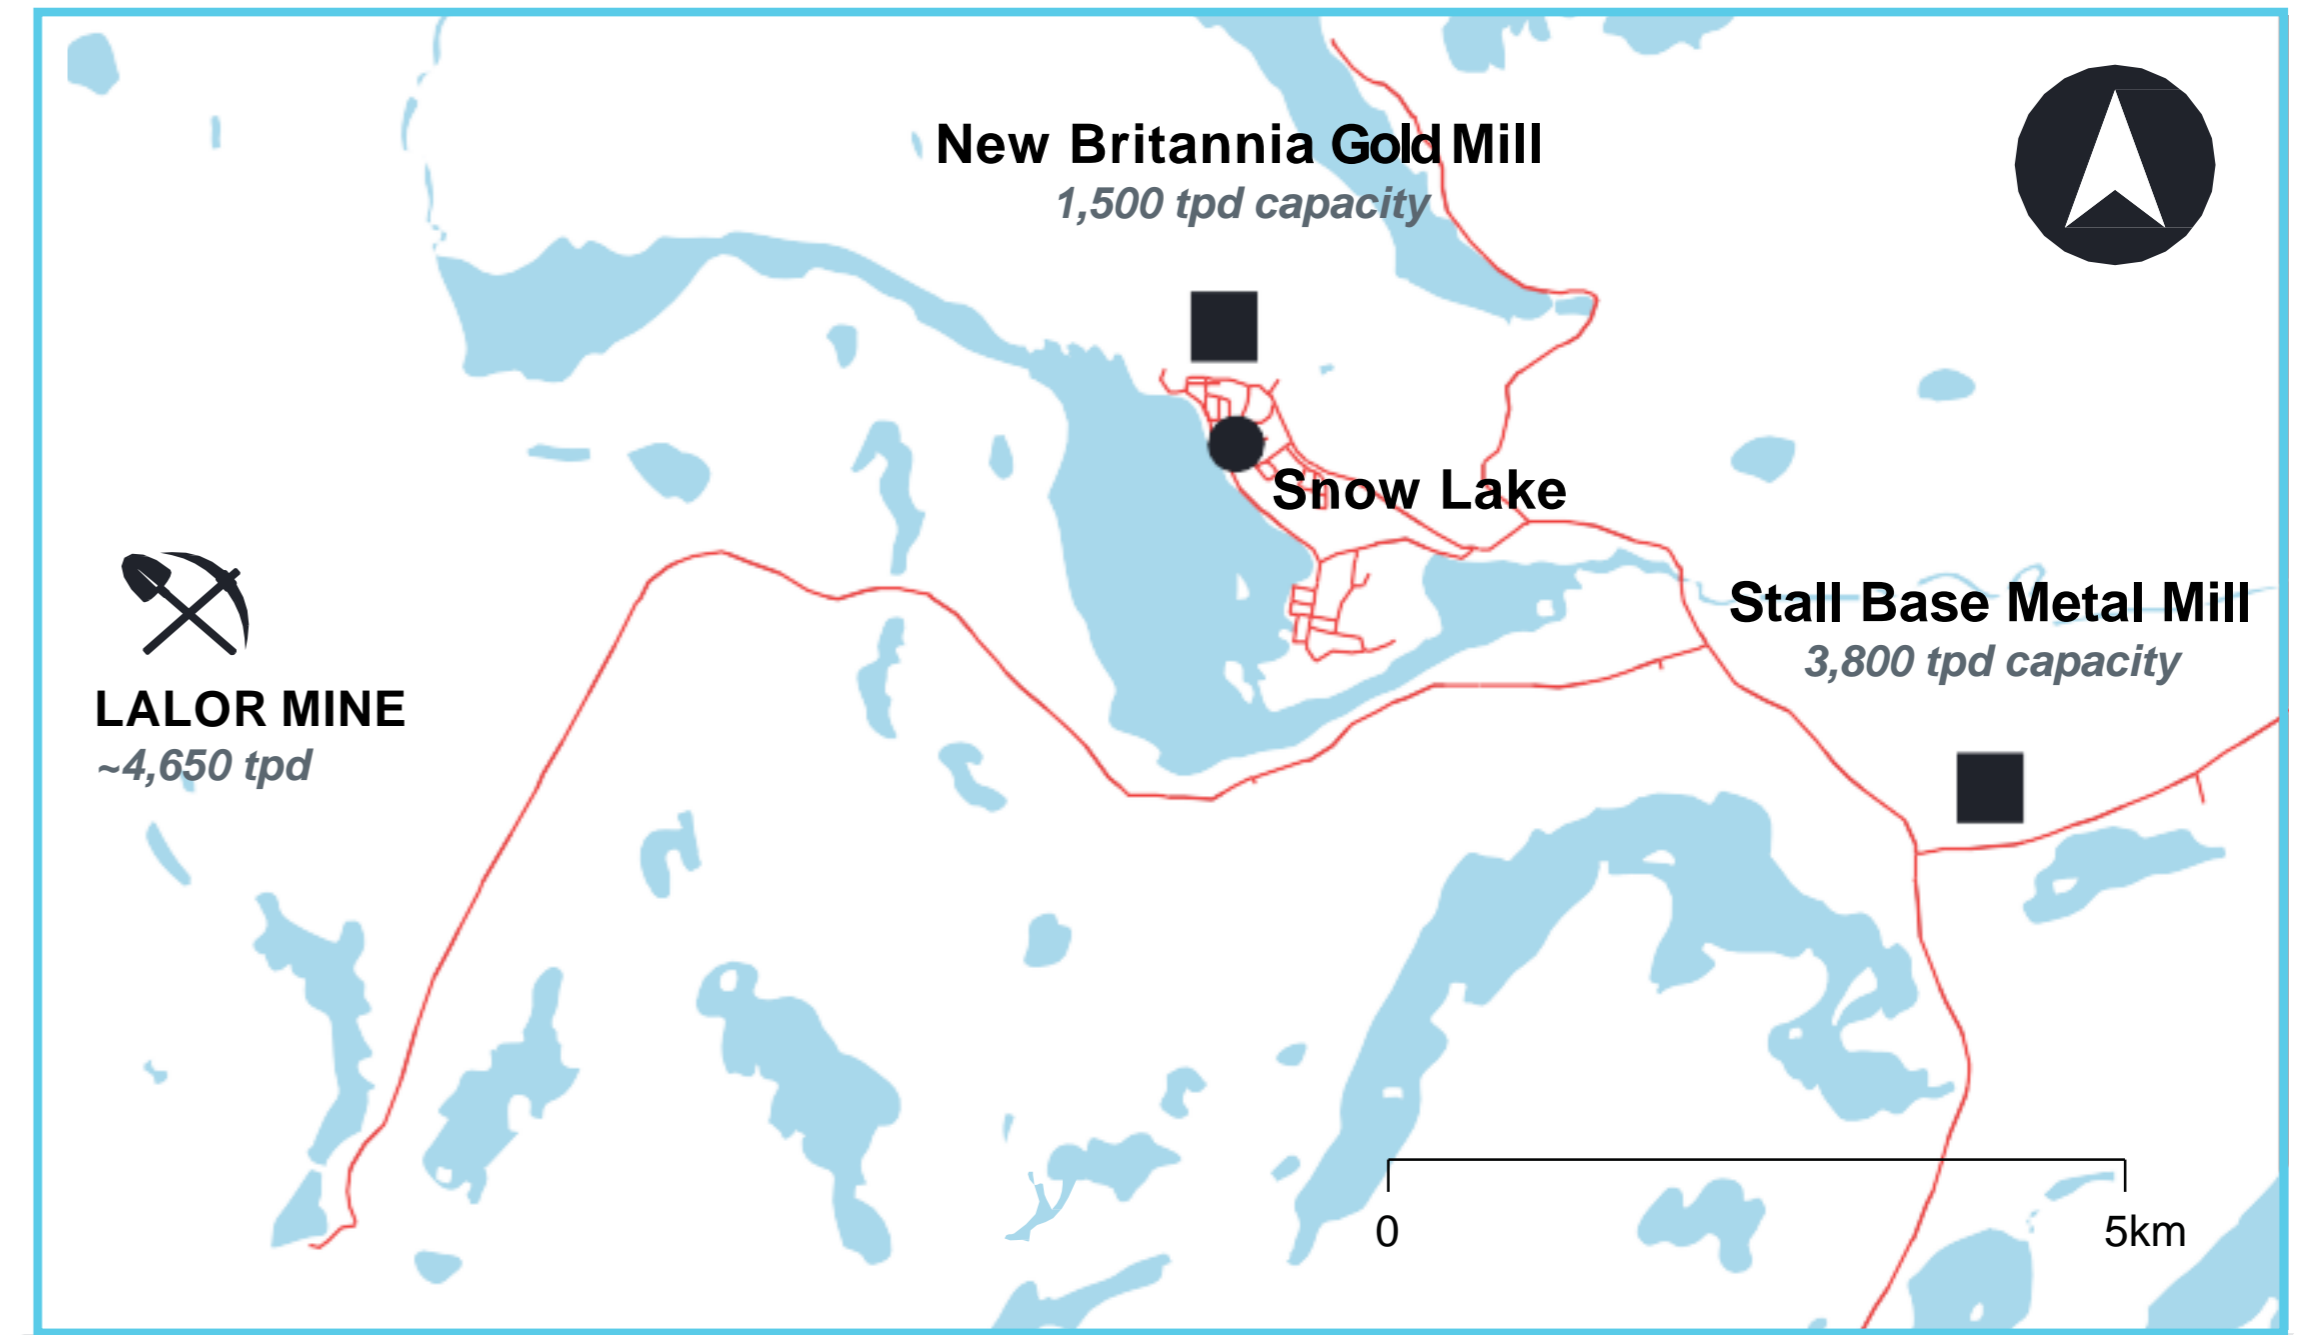 New Britannia Gold Mill
1,500 tpd capacity
Snow Lake
Stall Base Metal Mill
3,800 tpd capacity
LALOR MINE
~4,650 tpd
0
5km